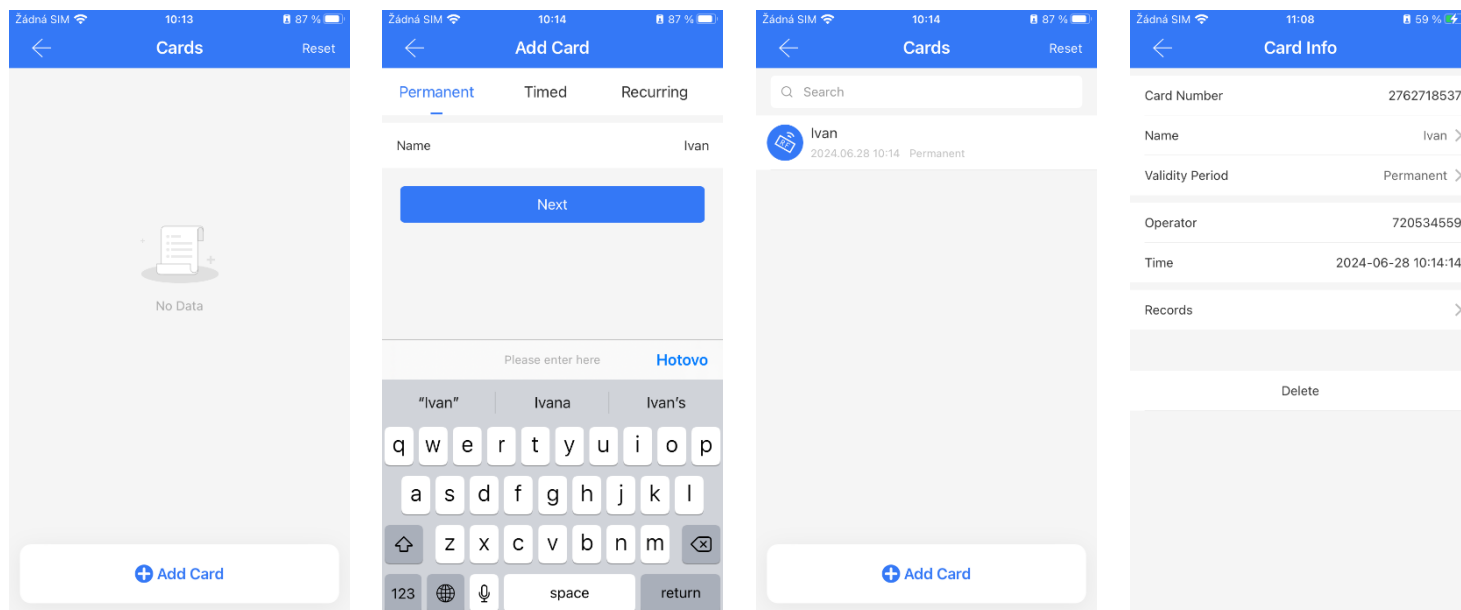 Žádná SIM 10:13 87 %
Cards Reset
No Data
Add Card
Žádná SIM 10:14 87 %
Add Card
Permanent Timed Recurring
Name Ivan
Next
Please enter here Hotovo
“Ivan” Ivana Ivan's
q w e r t y u i o p
a s d f g h j k l
z x c v b n m
123 space return
Žádná SIM 10:14 87 %
Cards Reset
Search
Ivan
2024.06.28 10:14 Permanent
Add Card
Žádná SIM 11:08 59 %
Card Info
Card Number 2762718537
Name Ivan
Validity Period Permanent
Operator 720534559
Time 2024-06-28 10:14:14
Records
Delete